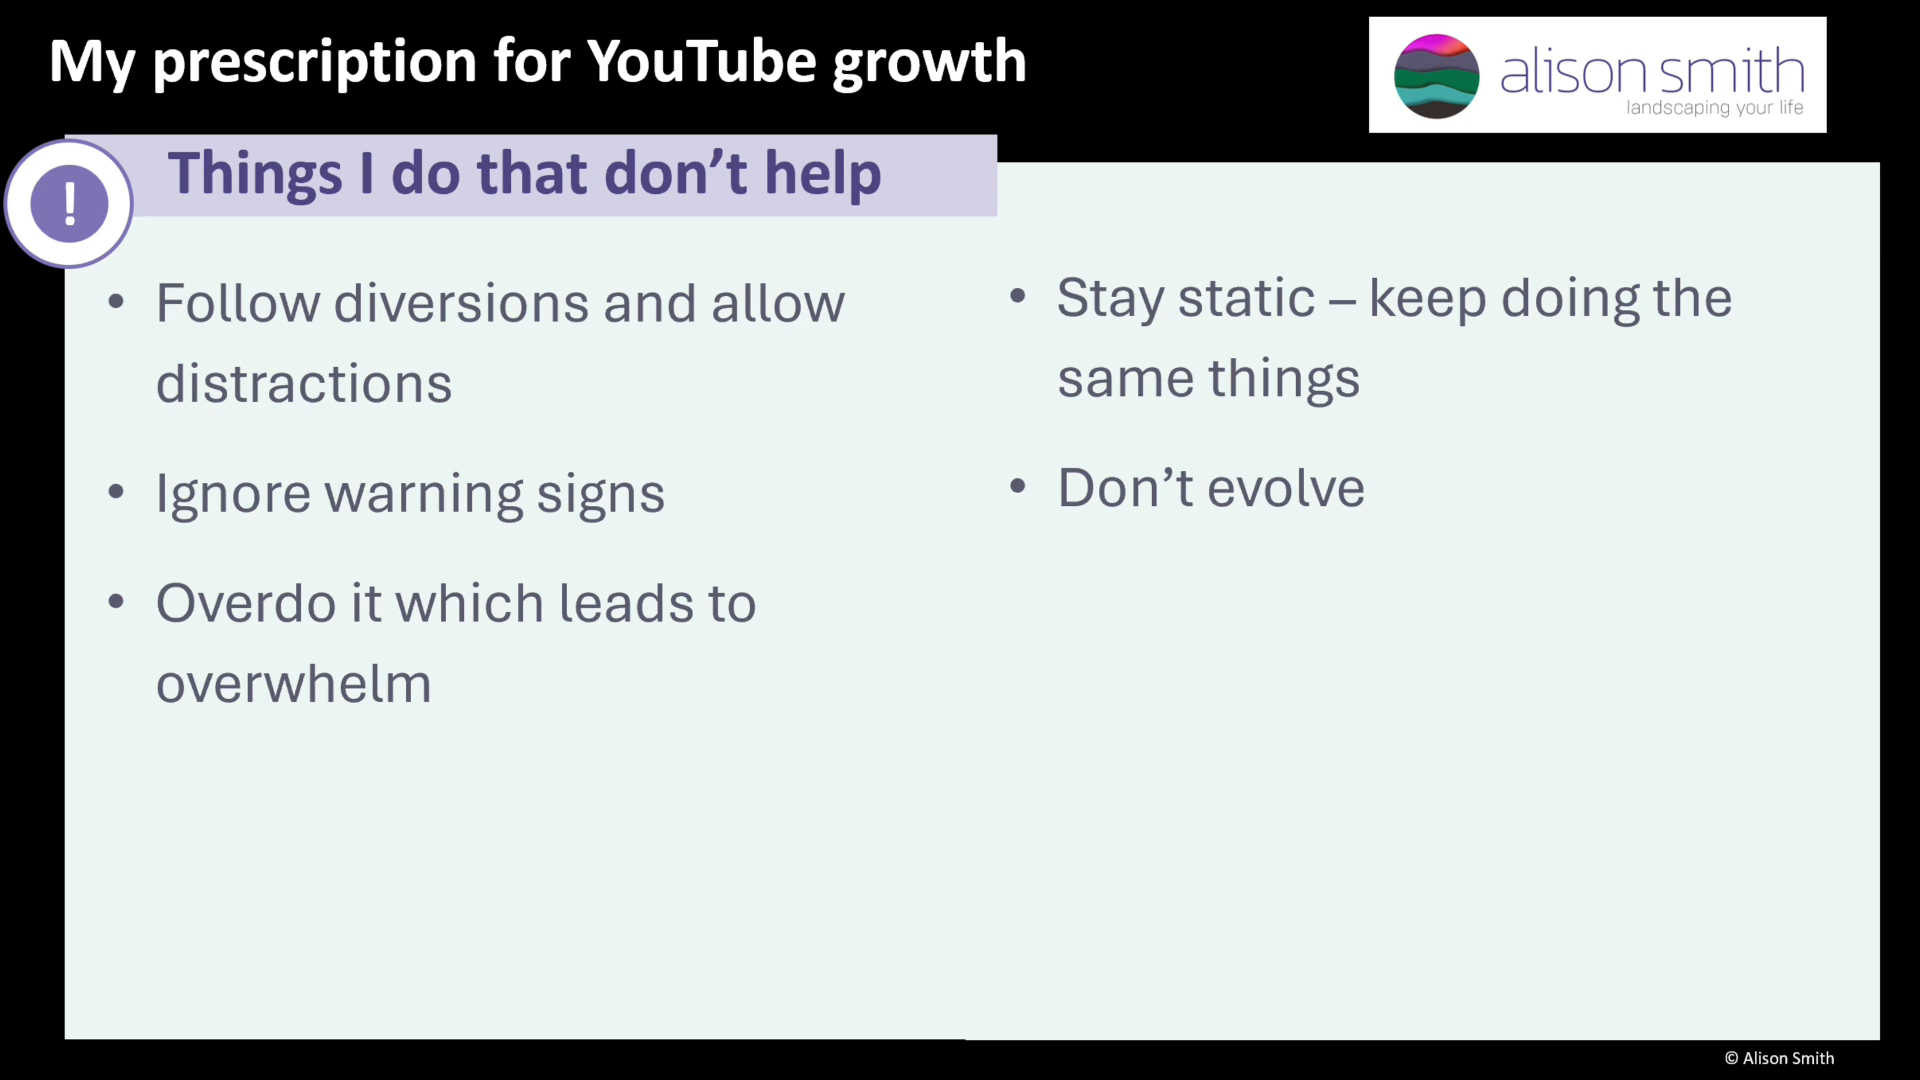 My prescription for YouTube growth
alison smith
landscaping your life
!
Things I do that don’t help
• Follow diversions and allow
distractions
• Ignore warning signs
• Overdo it which leads to
overwhelm
• Stay static – keep doing the
same things
• Don’t evolve
© Alison Smith